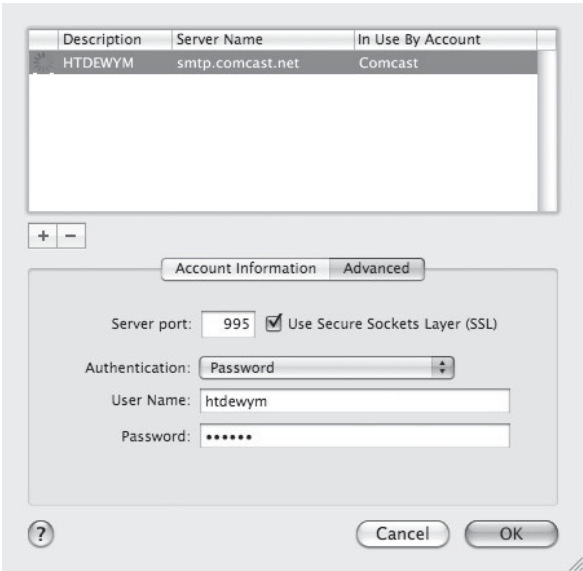 Description Server Name In Use By Account
HTDEWYM smtp.comcast.net Comcast
+ −
Account Information Advanced
Server port: 995 Use Secure Sockets Layer (SSL)
Authentication: Password
User Name: htdewym
Password: ••••••
? Cancel OK